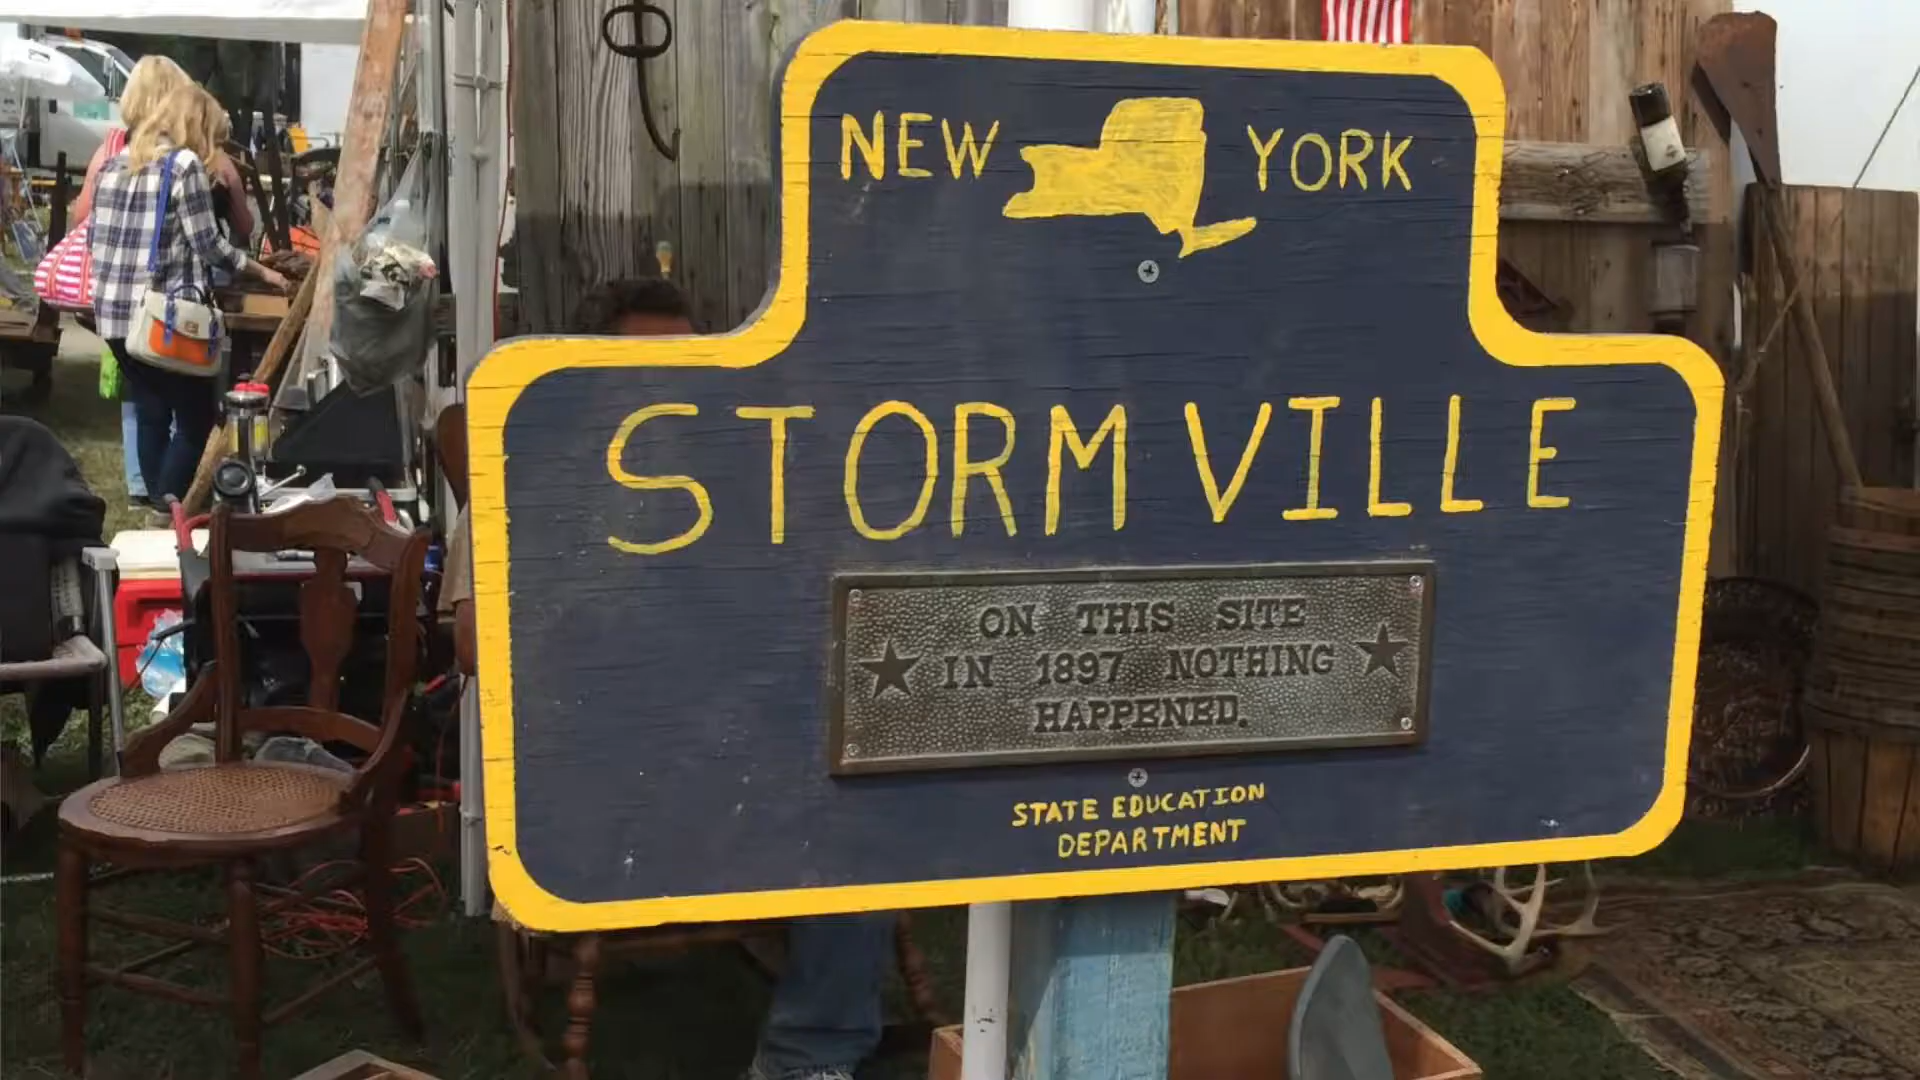 NEW YORK
STORMVILLE
ON THIS SITE
IN 1897 NOTHING
HAPPENED.
STATE EDUCATION
DEPARTMENT